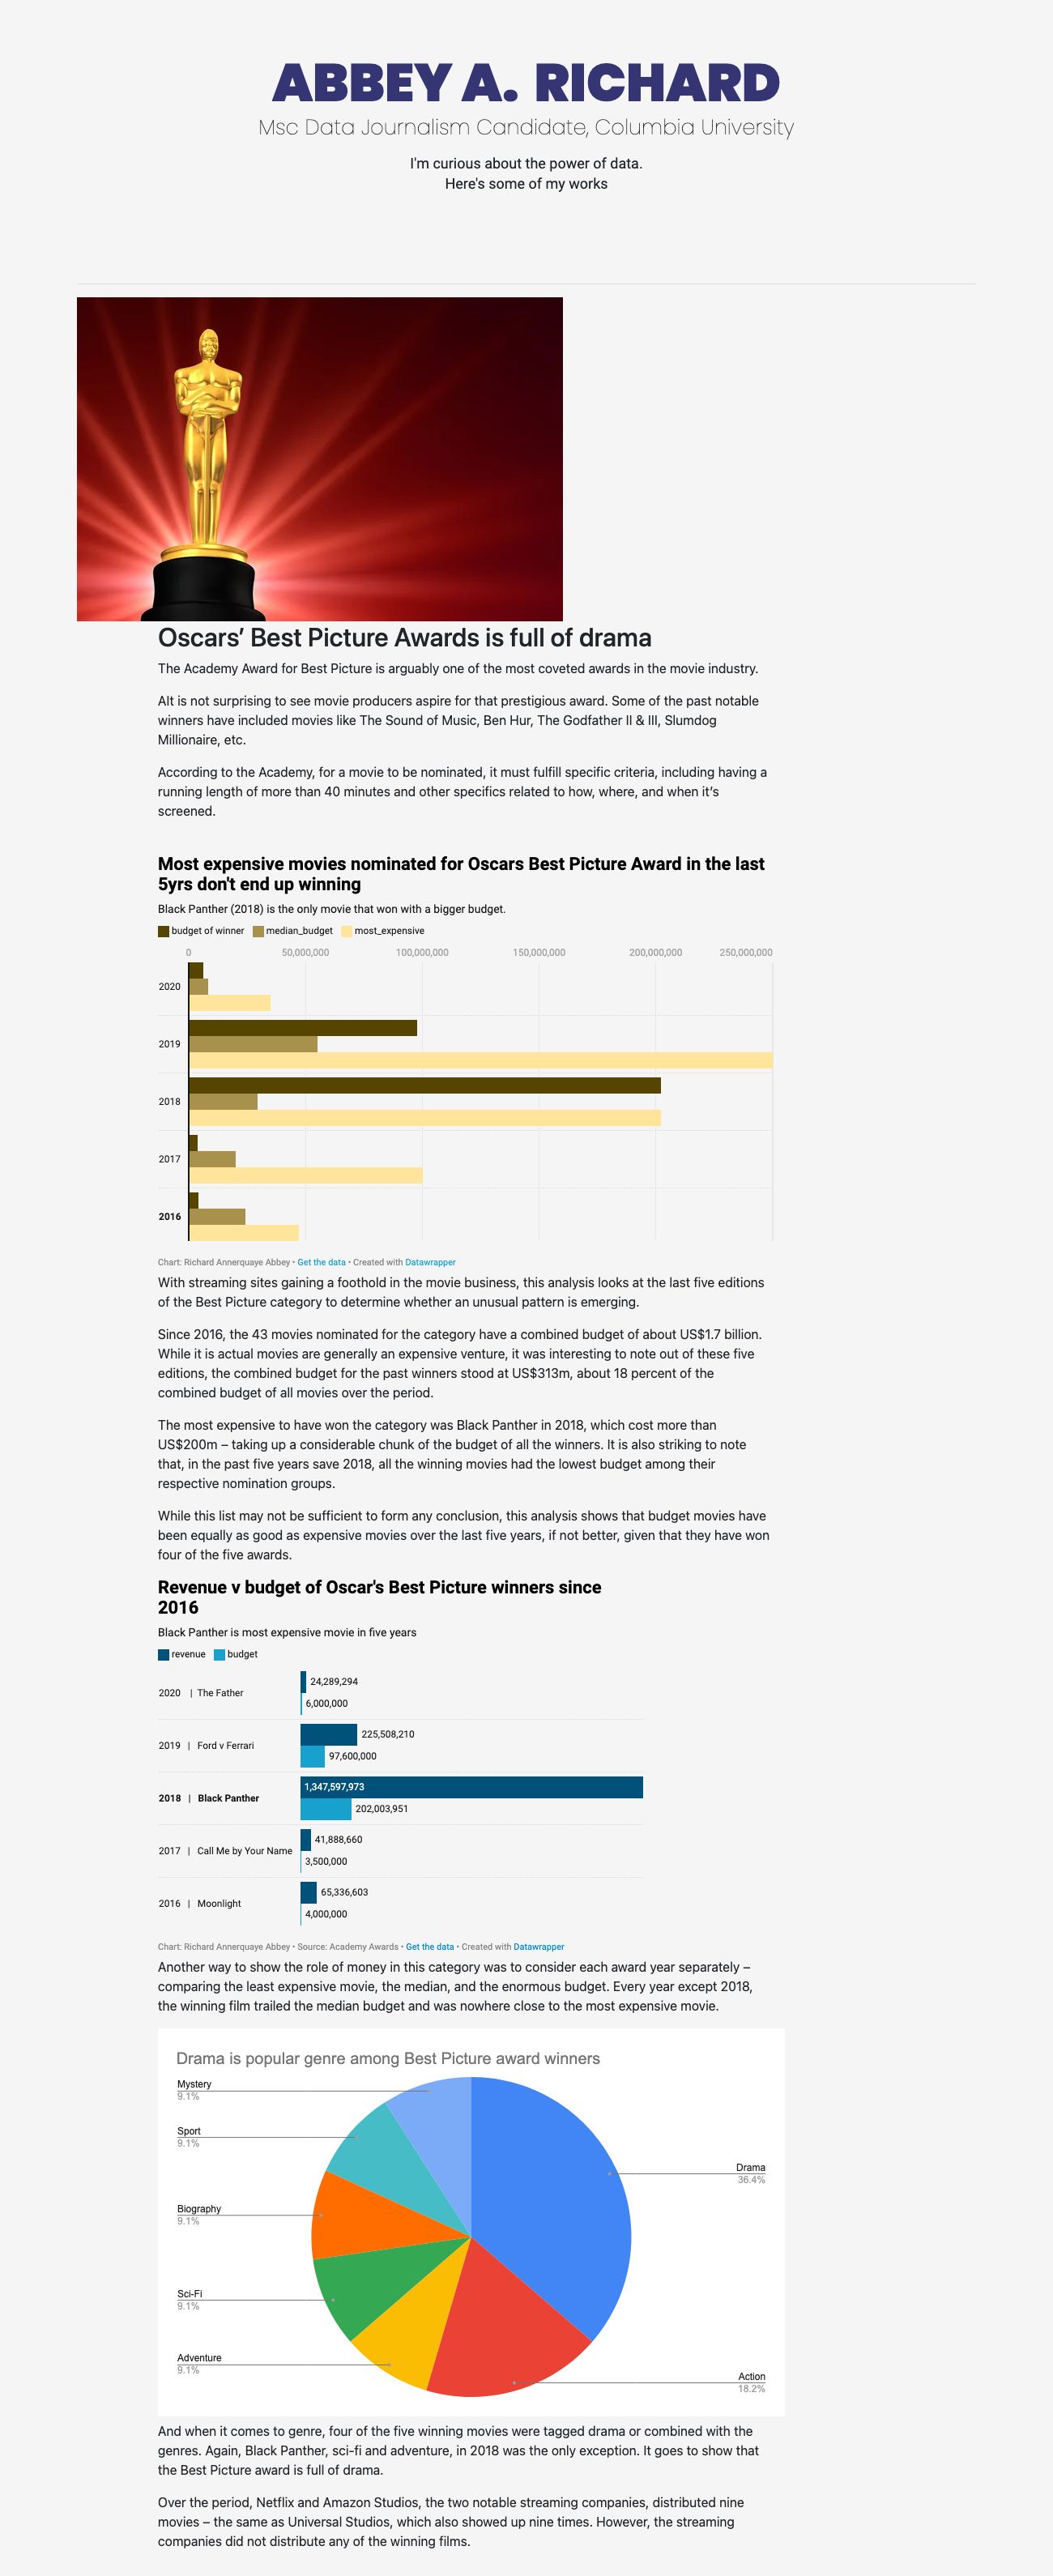 ABBEY A. RICHARD
Msc Data Journalism Candidate, Columbia University
I'm curious about the power of data.
Here's some of my works
Oscars’ Best Picture Awards is full of drama
The Academy Award for Best Picture is arguably one of the most coveted awards in the movie industry.
Alt is not surprising to see movie producers aspire for that prestigious award. Some of the past notable
winners have included movies like The Sound of Music, Ben Hur, The Godfather II & III, Slumdog
Millionaire, etc.
According to the Academy, for a movie to be nominated, it must fulfill specific criteria, including having a
running length of more than 40 minutes and other specifics related to how, where, and when it’s
screened.
Most expensive movies nominated for Oscars Best Picture Award in the last
5yrs don't end up winning
Black Panther (2018) is the only movie that won with a bigger budget.
budget of winner median_budget most_expensive
0 50,000,000 100,000,000 150,000,000 200,000,000 250,000,000
2020
2019
2018
2017
2016
Chart: Richard Annerquaye Abbey • Get the data • Created with Datawrapper
With streaming sites gaining a foothold in the movie business, this analysis looks at the last five editions
of the Best Picture category to determine whether an unusual pattern is emerging.
Since 2016, the 43 movies nominated for the category have a combined budget of about US$1.7 billion.
While it is actual movies are generally an expensive venture, it was interesting to note out of these five
editions, the combined budget for the past winners stood at US$313m, about 18 percent of the
combined budget of all movies over the period.
The most expensive to have won the category was Black Panther in 2018, which cost more than
US$200m – taking up a considerable chunk of the budget of all the winners. It is also striking to note
that, in the past five years save 2018, all the winning movies had the lowest budget among their
respective nomination groups.
While this list may not be sufficient to form any conclusion, this analysis shows that budget movies have
been equally as good as expensive movies over the last five years, if not better, given that they have won
four of the five awards.
Revenue v budget of Oscar's Best Picture winners since
2016
Black Panther is most expensive movie in five years
revenue budget
2020 | The Father
24,289,294
6,000,000
2019 | Ford v Ferrari
225,508,210
97,600,000
2018 | Black Panther
1,347,597,973
202,003,951
2017 | Call Me by Your Name
41,888,660
3,500,000
2016 | Moonlight
65,336,603
4,000,000
Chart: Richard Annerquaye Abbey • Source: Academy Awards • Get the data • Created with Datawrapper
Another way to show the role of money in this category was to consider each award year separately –
comparing the least expensive movie, the median, and the enormous budget. Every year except 2018,
the winning film trailed the median budget and was nowhere close to the most expensive movie.
Drama is popular genre among Best Picture award winners
Mystery
9.1%
Sport
9.1%
Biography
9.1%
Sci-Fi
9.1%
Adventure
9.1%
Drama
36.4%
Action
18.2%
And when it comes to genre, four of the five winning movies were tagged drama or combined with the
genres. Again, Black Panther, sci-fi and adventure, in 2018 was the only exception. It goes to show that
the Best Picture award is full of drama.
Over the period, Netflix and Amazon Studios, the two notable streaming companies, distributed nine
movies – the same as Universal Studios, which also showed up nine times. However, the streaming
companies did not distribute any of the winning films.